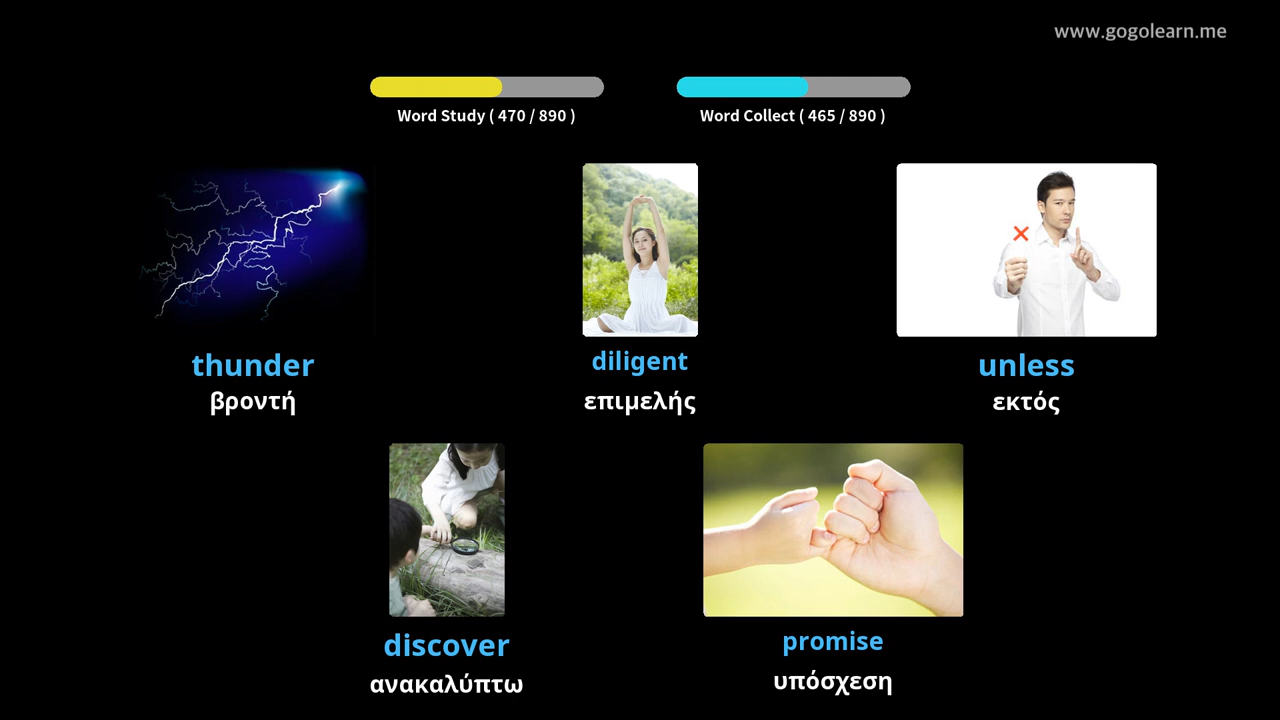 www.gogolearn.me
Word Study ( 470 / 890 )
Word Collect ( 465 / 890 )
thunder
βροντή
diligent
επιμελής
unless
εκτός
discover
ανακαλύπτω
promise
υπόσχεση